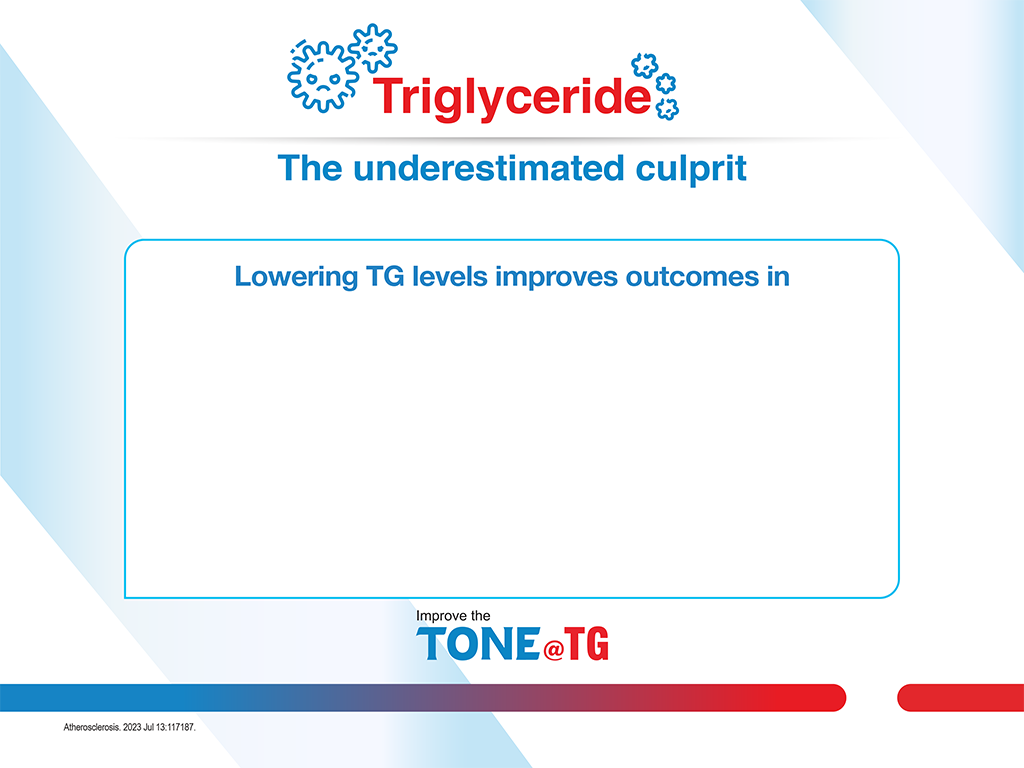 Triglyceride
The underestimated culprit
Lowering TG levels improves outcomes in
Improve the
TONE@TG
Atherosclerosis. 2023 Jul 13:117187.